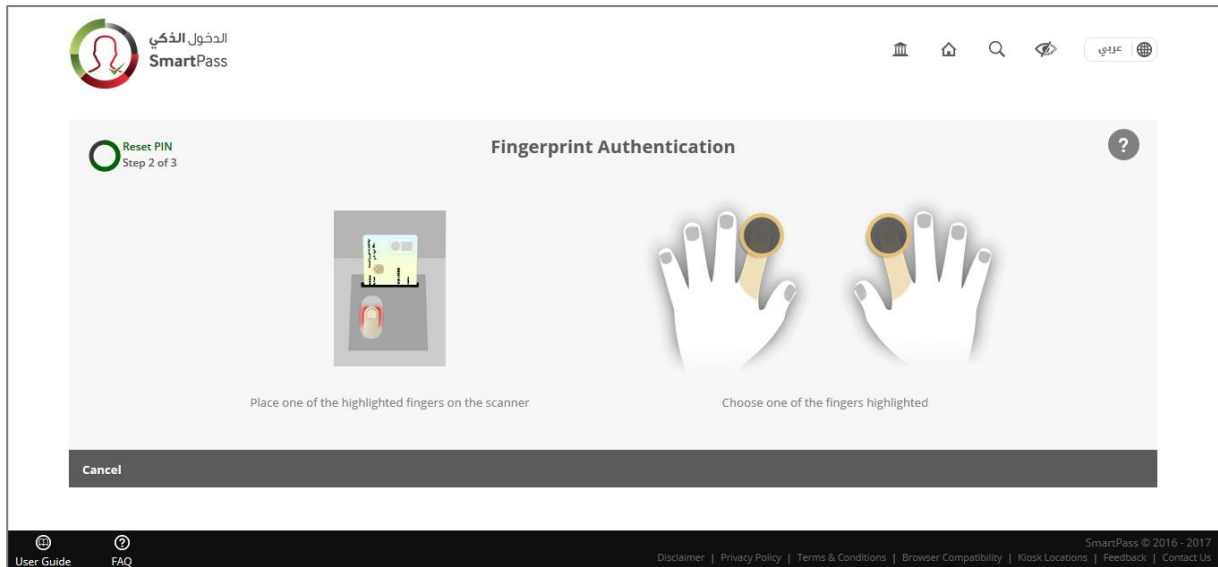 الدخول الذكي
SmartPass
عربي
Reset PIN
Step 2 of 3
Fingerprint Authentication
?
Place one of the highlighted fingers on the scanner
Choose one of the fingers highlighted
Cancel
User Guide
FAQ
SmartPass © 2016 - 2017
Disclaimer | Privacy Policy | Terms & Conditions | Browser Compatibility | Kiosk Locations | Feedback | Contact Us